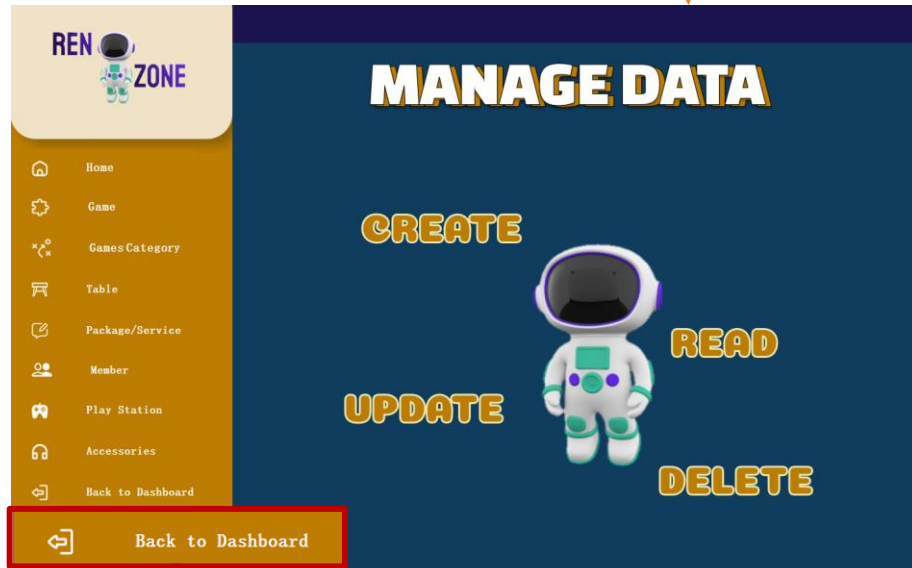 REN
ZONE
Home
Game
Games Category
Table
Package/Service
Member
Play Station
Accessories
Back to Dashboard
Back to Dashboard
MANAGE DATA
CREATE
READ
UPDATE
DELETE